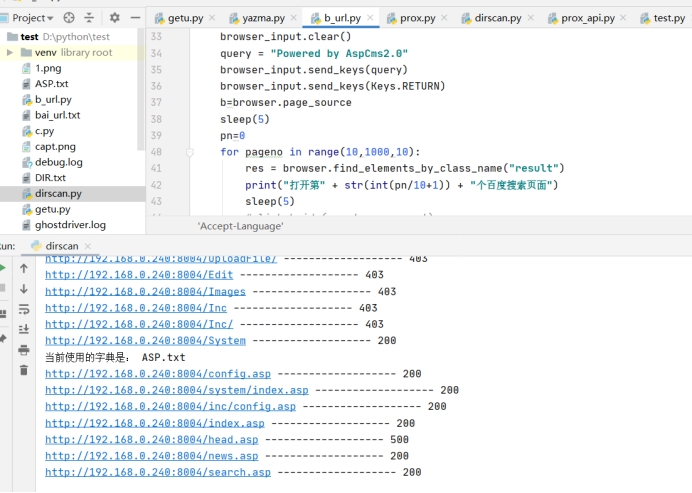 Project
getu.py
yazma.py
b_url.py
prox.py
dirscan.py
prox_api.py
test.py
test D:\python\test
venv library root
1.png
ASP.txt
b_url.py
bai_url.txt
c.py
capt.png
debug.log
DIR.txt
dirscan.py
getu.py
ghostdriver.log
33 browser_input.clear()
34 query = "Powered by AspCms2.0"
35 browser_input.send_keys(query)
36 browser_input.send_keys(Keys.RETURN)
37 b=browser.page_source
38 sleep(5)
39 pn=0
40 for pageno in range(10,1000,10):
41 res = browser.find_elements_by_class_name("result")
42 print("打开第" + str(int(pn/10+1)) + "个百度搜索页面")
43 sleep(5)
'Accept-Language'
un: dirscan
http://192.168.0.240:8004/UploadFile/ ------------------- 403
http://192.168.0.240:8004/Edit ------------------- 403
http://192.168.0.240:8004/Images ------------------- 403
http://192.168.0.240:8004/Inc ------------------- 403
http://192.168.0.240:8004/Inc/ ------------------- 403
http://192.168.0.240:8004/System ------------------- 200
当前使用的字典是： ASP.txt
http://192.168.0.240:8004/config.asp ------------------- 200
http://192.168.0.240:8004/system/index.asp ------------------- 200
http://192.168.0.240:8004/inc/config.asp ------------------- 200
http://192.168.0.240:8004/index.asp ------------------- 200
http://192.168.0.240:8004/head.asp ------------------- 500
http://192.168.0.240:8004/news.asp ------------------- 200
http://192.168.0.240:8004/search.asp ------------------- 200